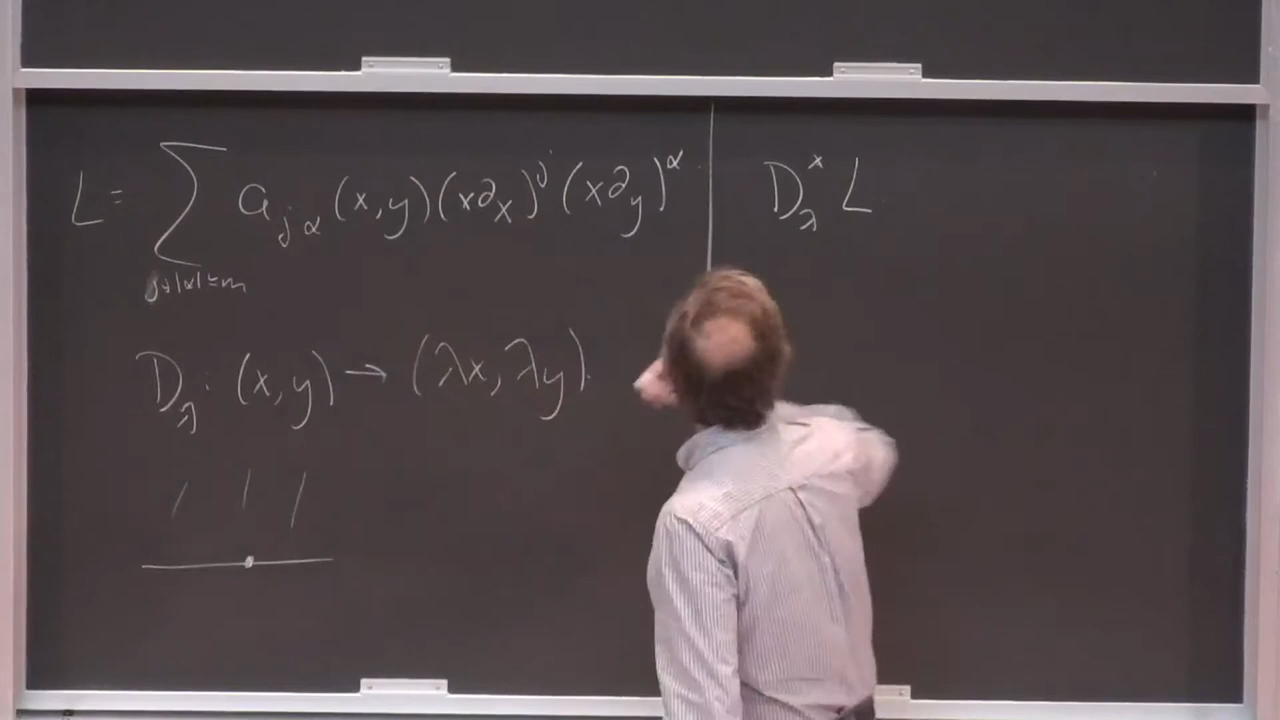 L = ∑ a_{jα}(x,y)(x∂_x)^j (x∂_y)^α
j+|α|≤m
D_λ : (x,y) → (λx, λy).
D_λ^* L